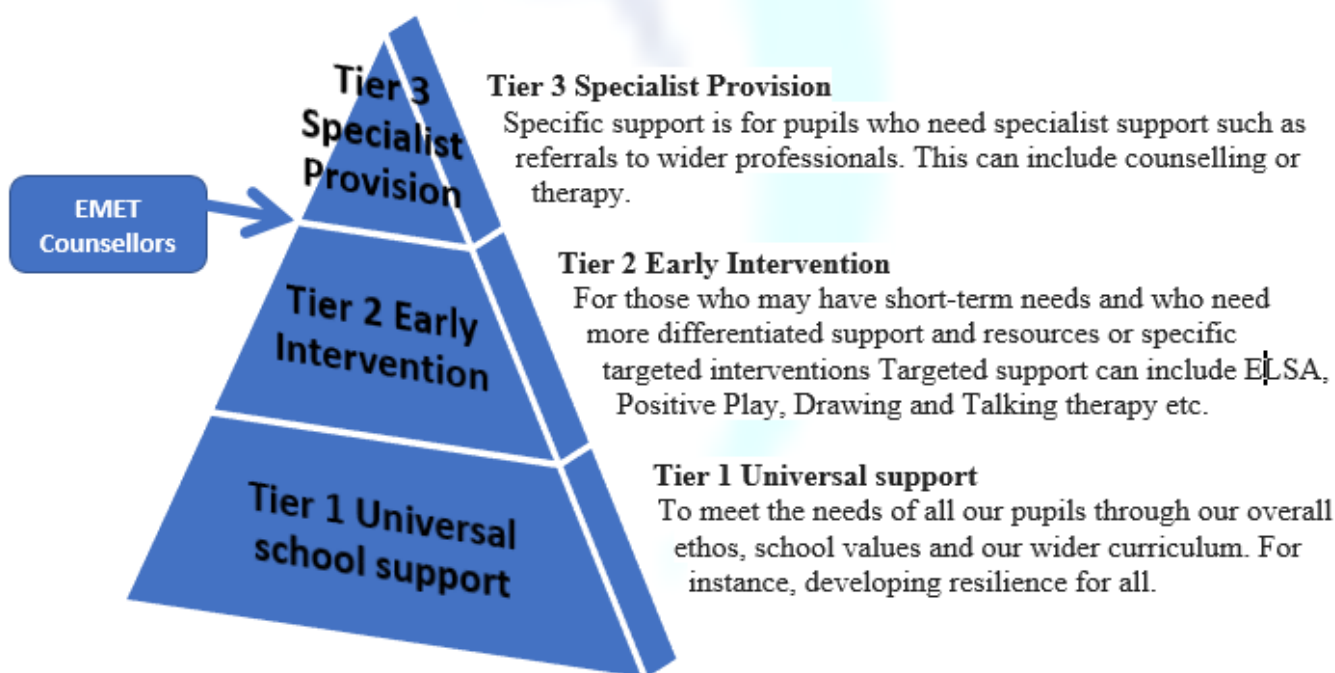 Tier 3
Specialist
Provision
EMET
Counsellors
Tier 2 Early
Intervention
Tier 1 Universal
school support
Tier 3 Specialist Provision
Specific support is for pupils who need specialist support such as
referrals to wider professionals. This can include counselling or
therapy.
Tier 2 Early Intervention
For those who may have short-term needs and who need
more differentiated support and resources or specific
targeted interventions Targeted support can include ELSA,
Positive Play, Drawing and Talking therapy etc.
Tier 1 Universal support
To meet the needs of all our pupils through our overall
ethos, school values and our wider curriculum. For
instance, developing resilience for all.